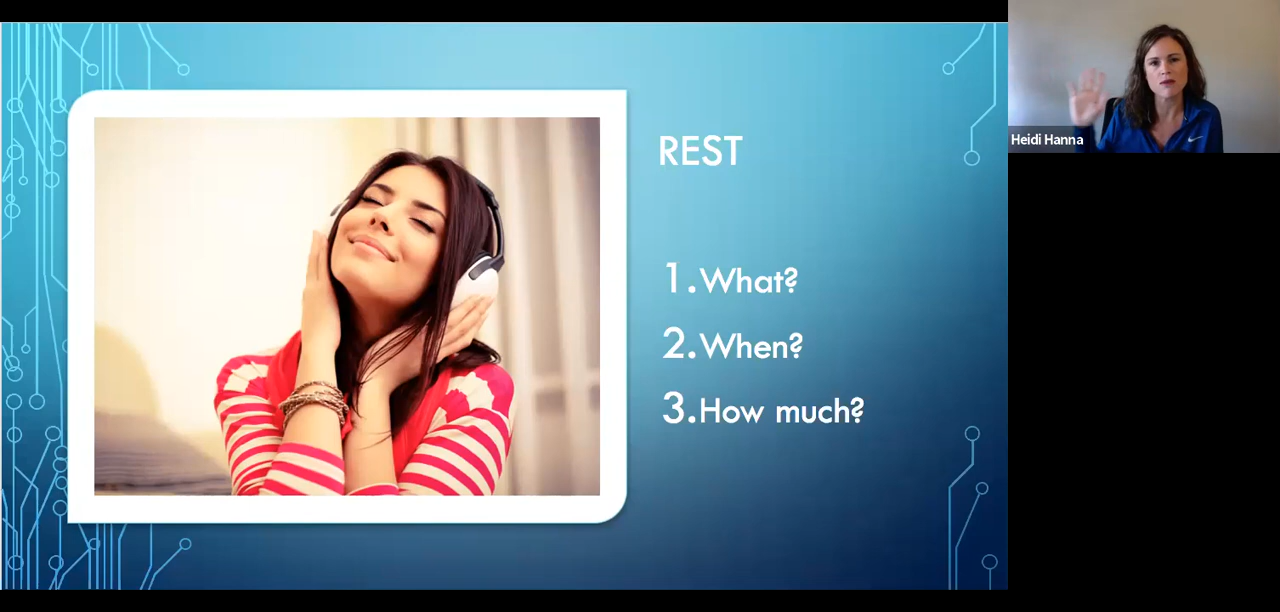 REST
1. What?
2. When?
3. How much?
Heidi Hanna